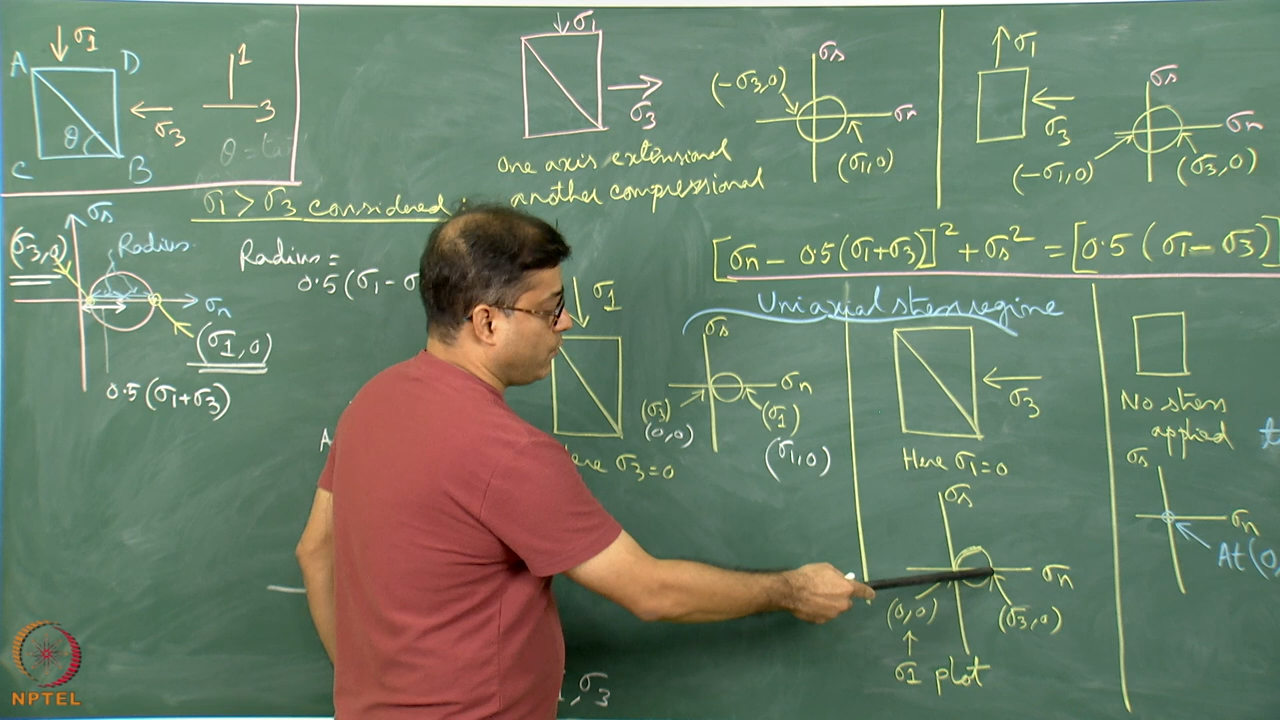 σ1
A D
1
σ3
3
θ
C B
σ1
σ3
one axis extensional
another compressional
σs
(-σ3,0)
σn
(σ1,0)
σ1
σ3
σs
σn
(-σ1,0)
(σ3,0)
σ1 > σ3 considered :
[σn - 0.5(σ1+σ3)]² + σs² = [0.5 (σ1 - σ3)]
σs
(σ3,0)
Radius
σn
(σ1,0)
0.5(σ1+σ3)
Radius =
0.5(σ1 - σ
Uniaxial stress regime
σ1
Here σ3=0
σs
σn
(σ3)
(0,0)
(σ1)
(σ1,0)
σ3
Here σ1=0
σs
σn
(0,0)
(σ3,0)
σ1 plot
No stress
applied
σs
σn
At (0,
, σ3
NPTEL